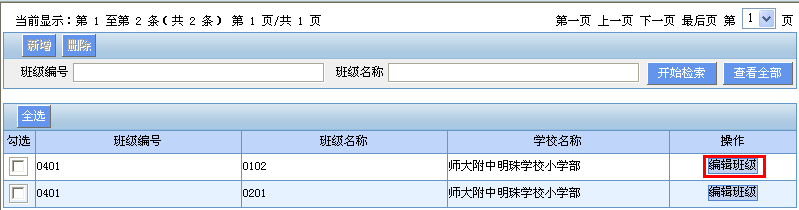 当前显示:第 1 至第 2 条(共 2 条) 第 1 页/共 1 页 第一页 上一页 下一页 最后页 第 1 页
新增 删除
班级编号 班级名称 开始检索 查看全部
全选
勾选 班级编号 班级名称 学校名称 操作
0401 0102 师大附中明珠学校小学部 编辑班级
0401 0201 师大附中明珠学校小学部 编辑班级